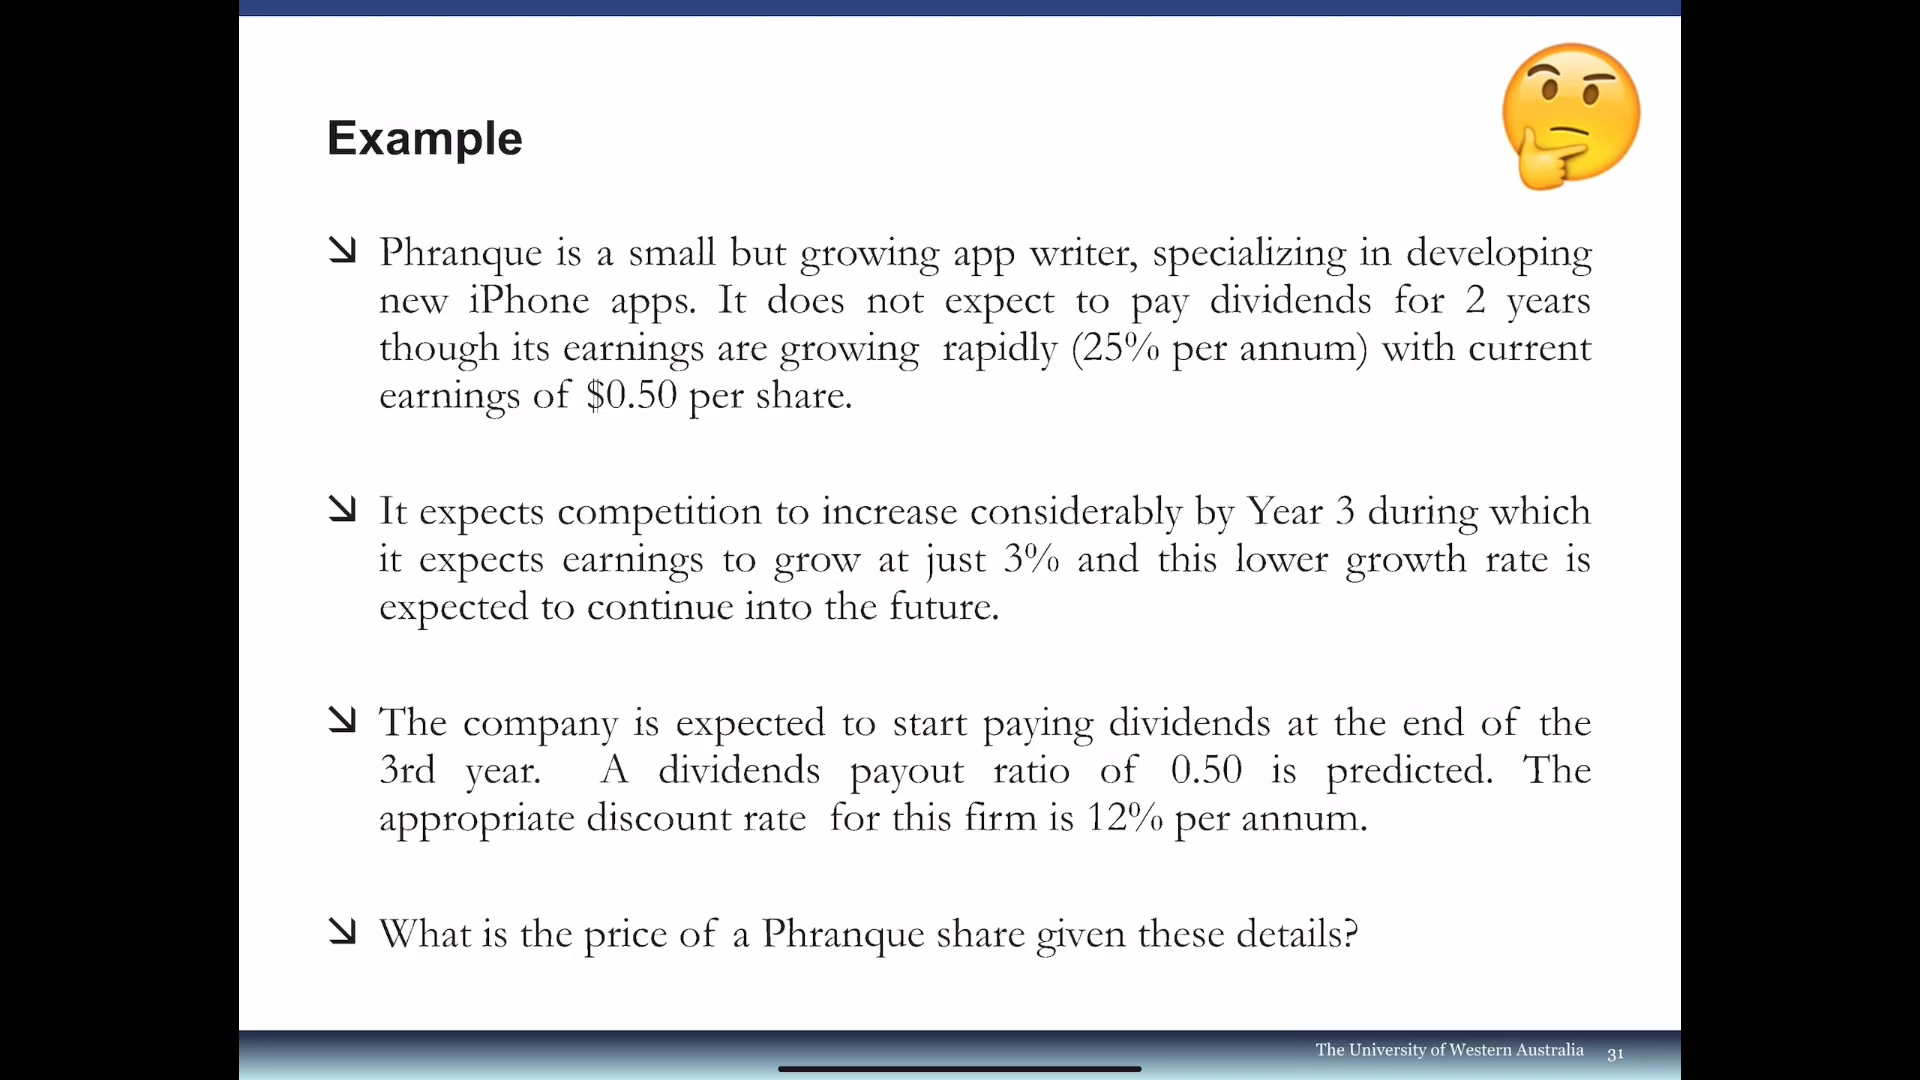 Example
Phranque is a small but growing app writer, specializing in developing
new iPhone apps. It does not expect to pay dividends for 2 years
though its earnings are growing rapidly (25% per annum) with current
earnings of $0.50 per share.
It expects competition to increase considerably by Year 3 during which
it expects earnings to grow at just 3% and this lower growth rate is
expected to continue into the future.
The company is expected to start paying dividends at the end of the
3rd year. A dividends payout ratio of 0.50 is predicted. The
appropriate discount rate for this firm is 12% per annum.
What is the price of a Phranque share given these details?
The University of Western Australia 31